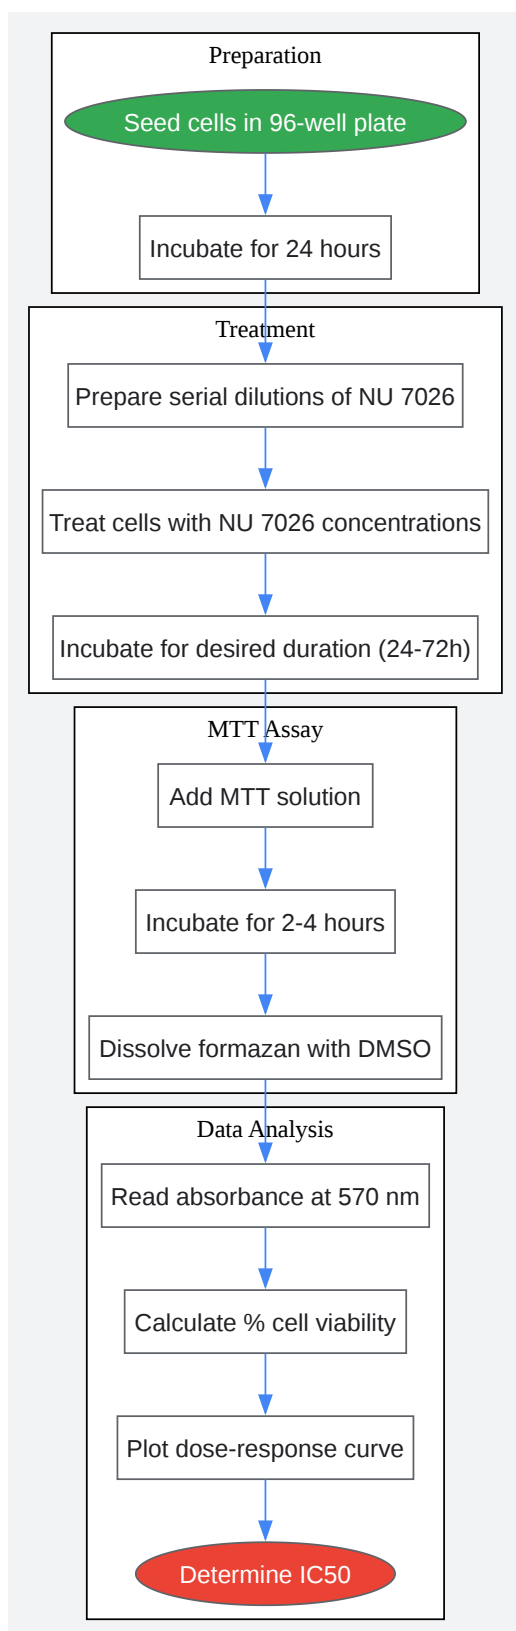 Preparation
Seed cells in 96-well plate
Incubate for 24 hours
Treatment
Prepare serial dilutions of NU 7026
Treat cells with NU 7026 concentrations
Incubate for desired duration (24-72h)
MTT Assay
Add MTT solution
Incubate for 2-4 hours
Dissolve formazan with DMSO
Data Analysis
Read absorbance at 570 nm
Calculate % cell viability
Plot dose-response curve
Determine IC50